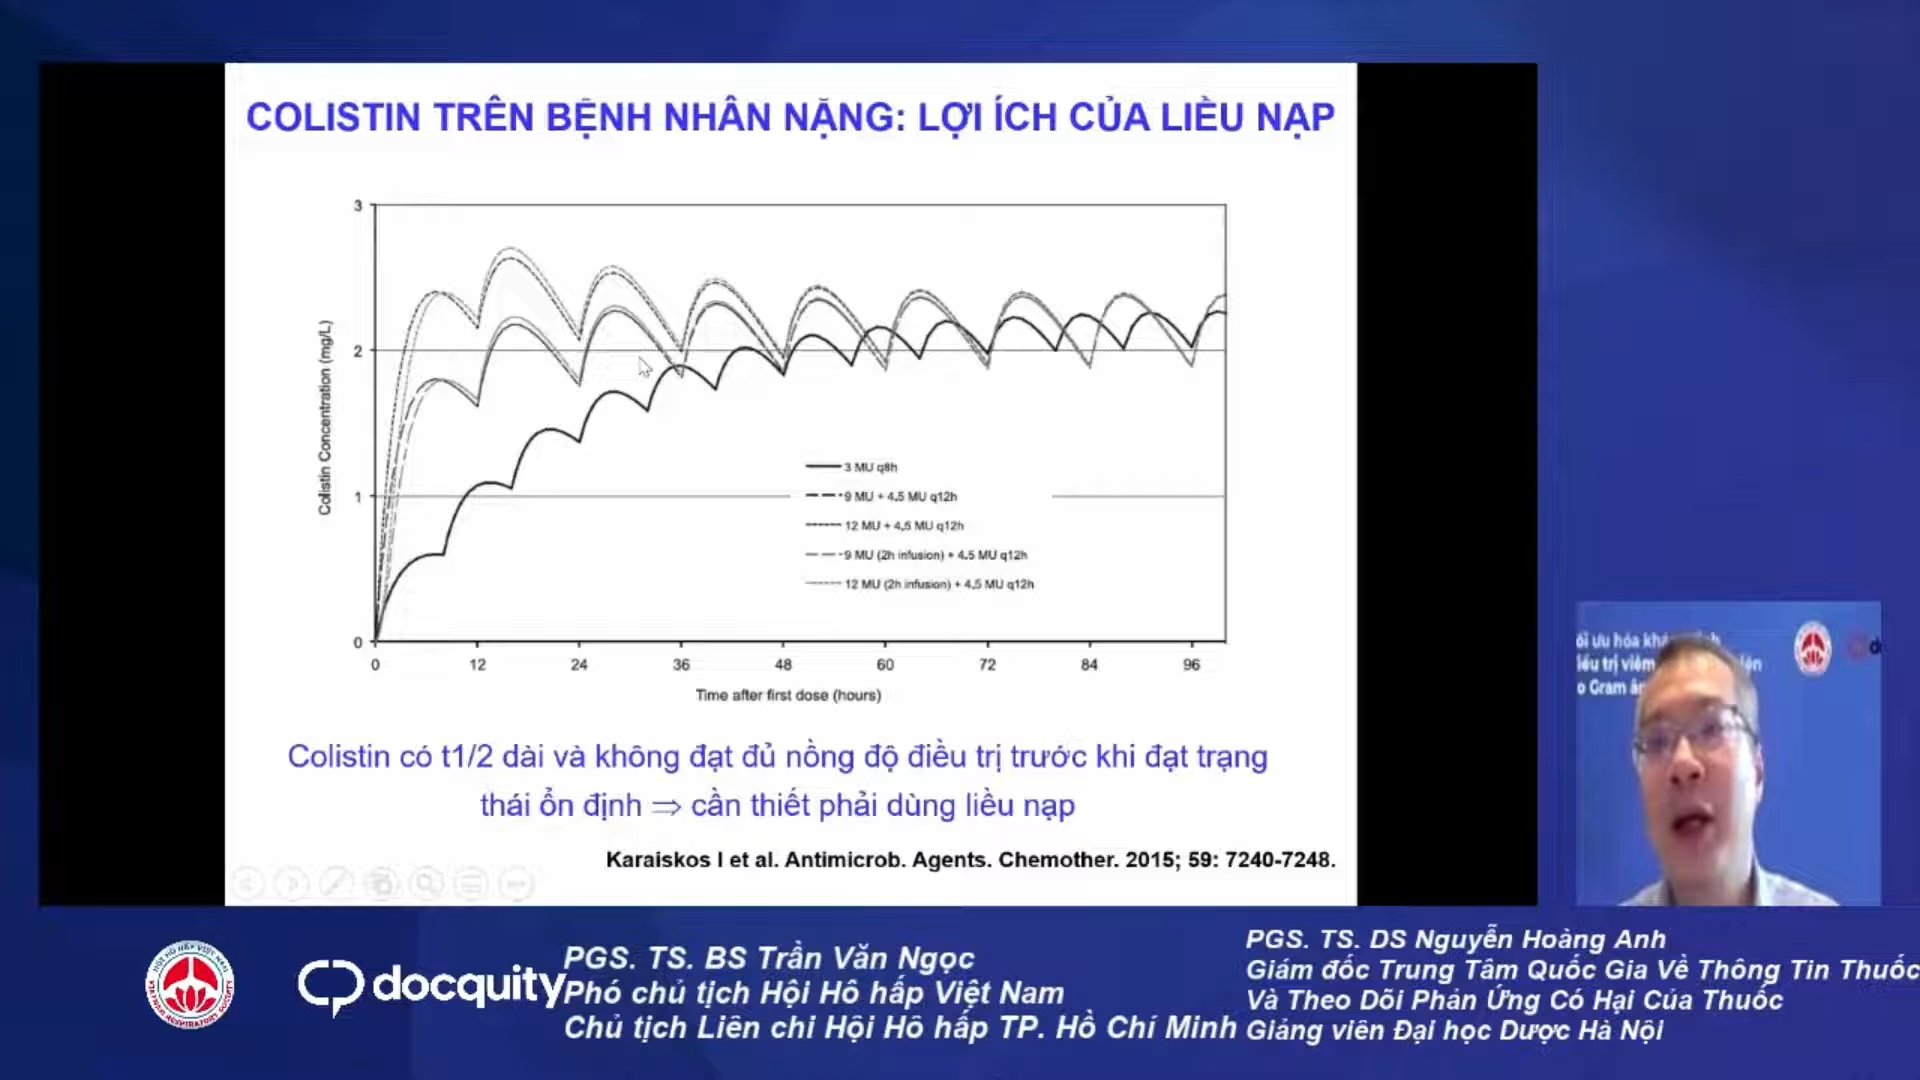 COLISTIN TRÊN BỆNH NHÂN NẶNG: LỢI ÍCH CỦA LIỀU NẠP
3
2
1
0
Colistin Concentration (mg/L)
3 MU q8h
9 MU + 4.5 MU q12h
12 MU + 4.5 MU q12h
9 MU (2h infusion) + 4.5 MU q12h
12 MU (2h infusion) + 4.5 MU q12h
0 12 24 36 48 60 72 84 96
Time after first dose (hours)
Colistin có t1/2 dài và không đạt đủ nồng độ điều trị trước khi đạt trạng
thái ổn định ⇒ cần thiết phải dùng liều nạp
Karaiskos I et al. Antimicrob. Agents. Chemother. 2015; 59: 7240-7248.
ối ưu hóa
iều trị viêm
o Gram
docquity
PGS. TS. BS Trần Văn Ngọc
Phó chủ tịch Hội Hô hấp Việt Nam
Chủ tịch Liên chi Hội Hô hấp TP. Hồ Chí Minh
PGS. TS. DS Nguyễn Hoàng Anh
Giám đốc Trung Tâm Quốc Gia Về Thông Tin Thuốc
Và Theo Dõi Phản Ứng Có Hại Của Thuốc
Giảng viên Đại học Dược Hà Nội